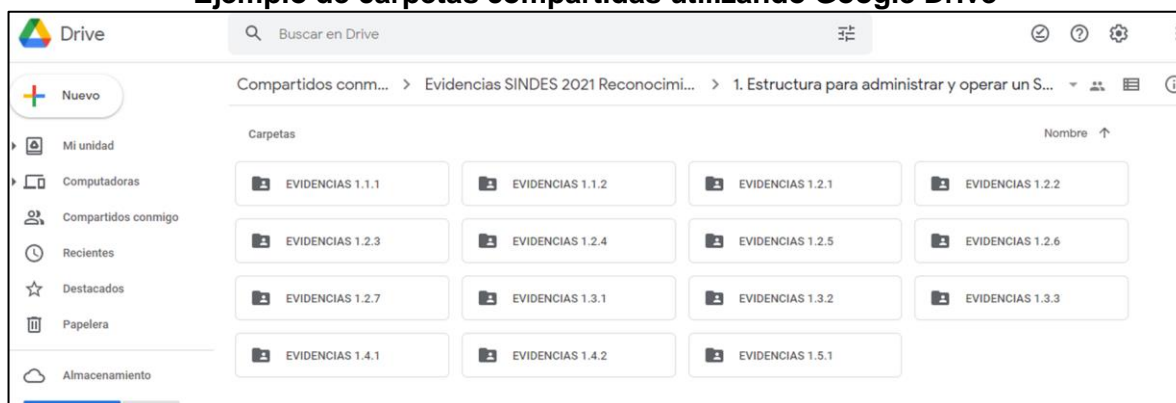 Ejemplo de carpetas compartidas utilizando Google Drive
Drive
Buscar en Drive
Nuevo
Compartidos conm... > Evidencias SINDES 2021 Reconocimi... > 1. Estructura para administrar y operar un S...
Carpetas
Nombre
Mi unidad
Computadoras
Compartidos conmigo
Recientes
Destacados
Papelera
Almacenamiento
EVIDENCIAS 1.1.1
EVIDENCIAS 1.1.2
EVIDENCIAS 1.2.1
EVIDENCIAS 1.2.2
EVIDENCIAS 1.2.3
EVIDENCIAS 1.2.4
EVIDENCIAS 1.2.5
EVIDENCIAS 1.2.6
EVIDENCIAS 1.2.7
EVIDENCIAS 1.3.1
EVIDENCIAS 1.3.2
EVIDENCIAS 1.3.3
EVIDENCIAS 1.4.1
EVIDENCIAS 1.4.2
EVIDENCIAS 1.5.1